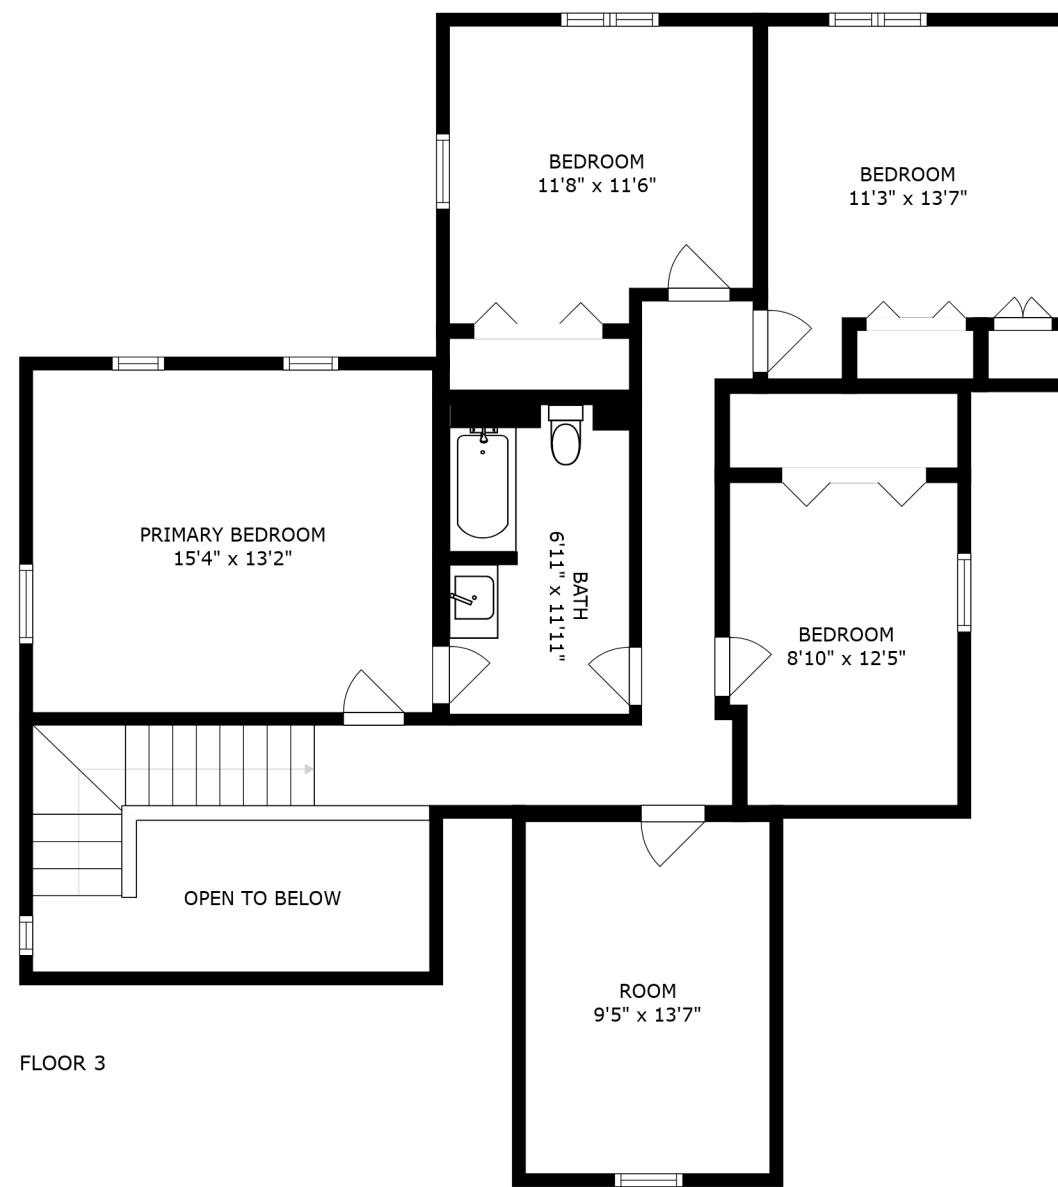 BEDROOM
11'8" x 11'6"
BEDROOM
11'3" x 13'7"
PRIMARY BEDROOM
15'4" x 13'2"
BATH
6'11" x 11'11"
BEDROOM
8'10" x 12'5"
OPEN TO BELOW
ROOM
9'5" x 13'7"
FLOOR 3